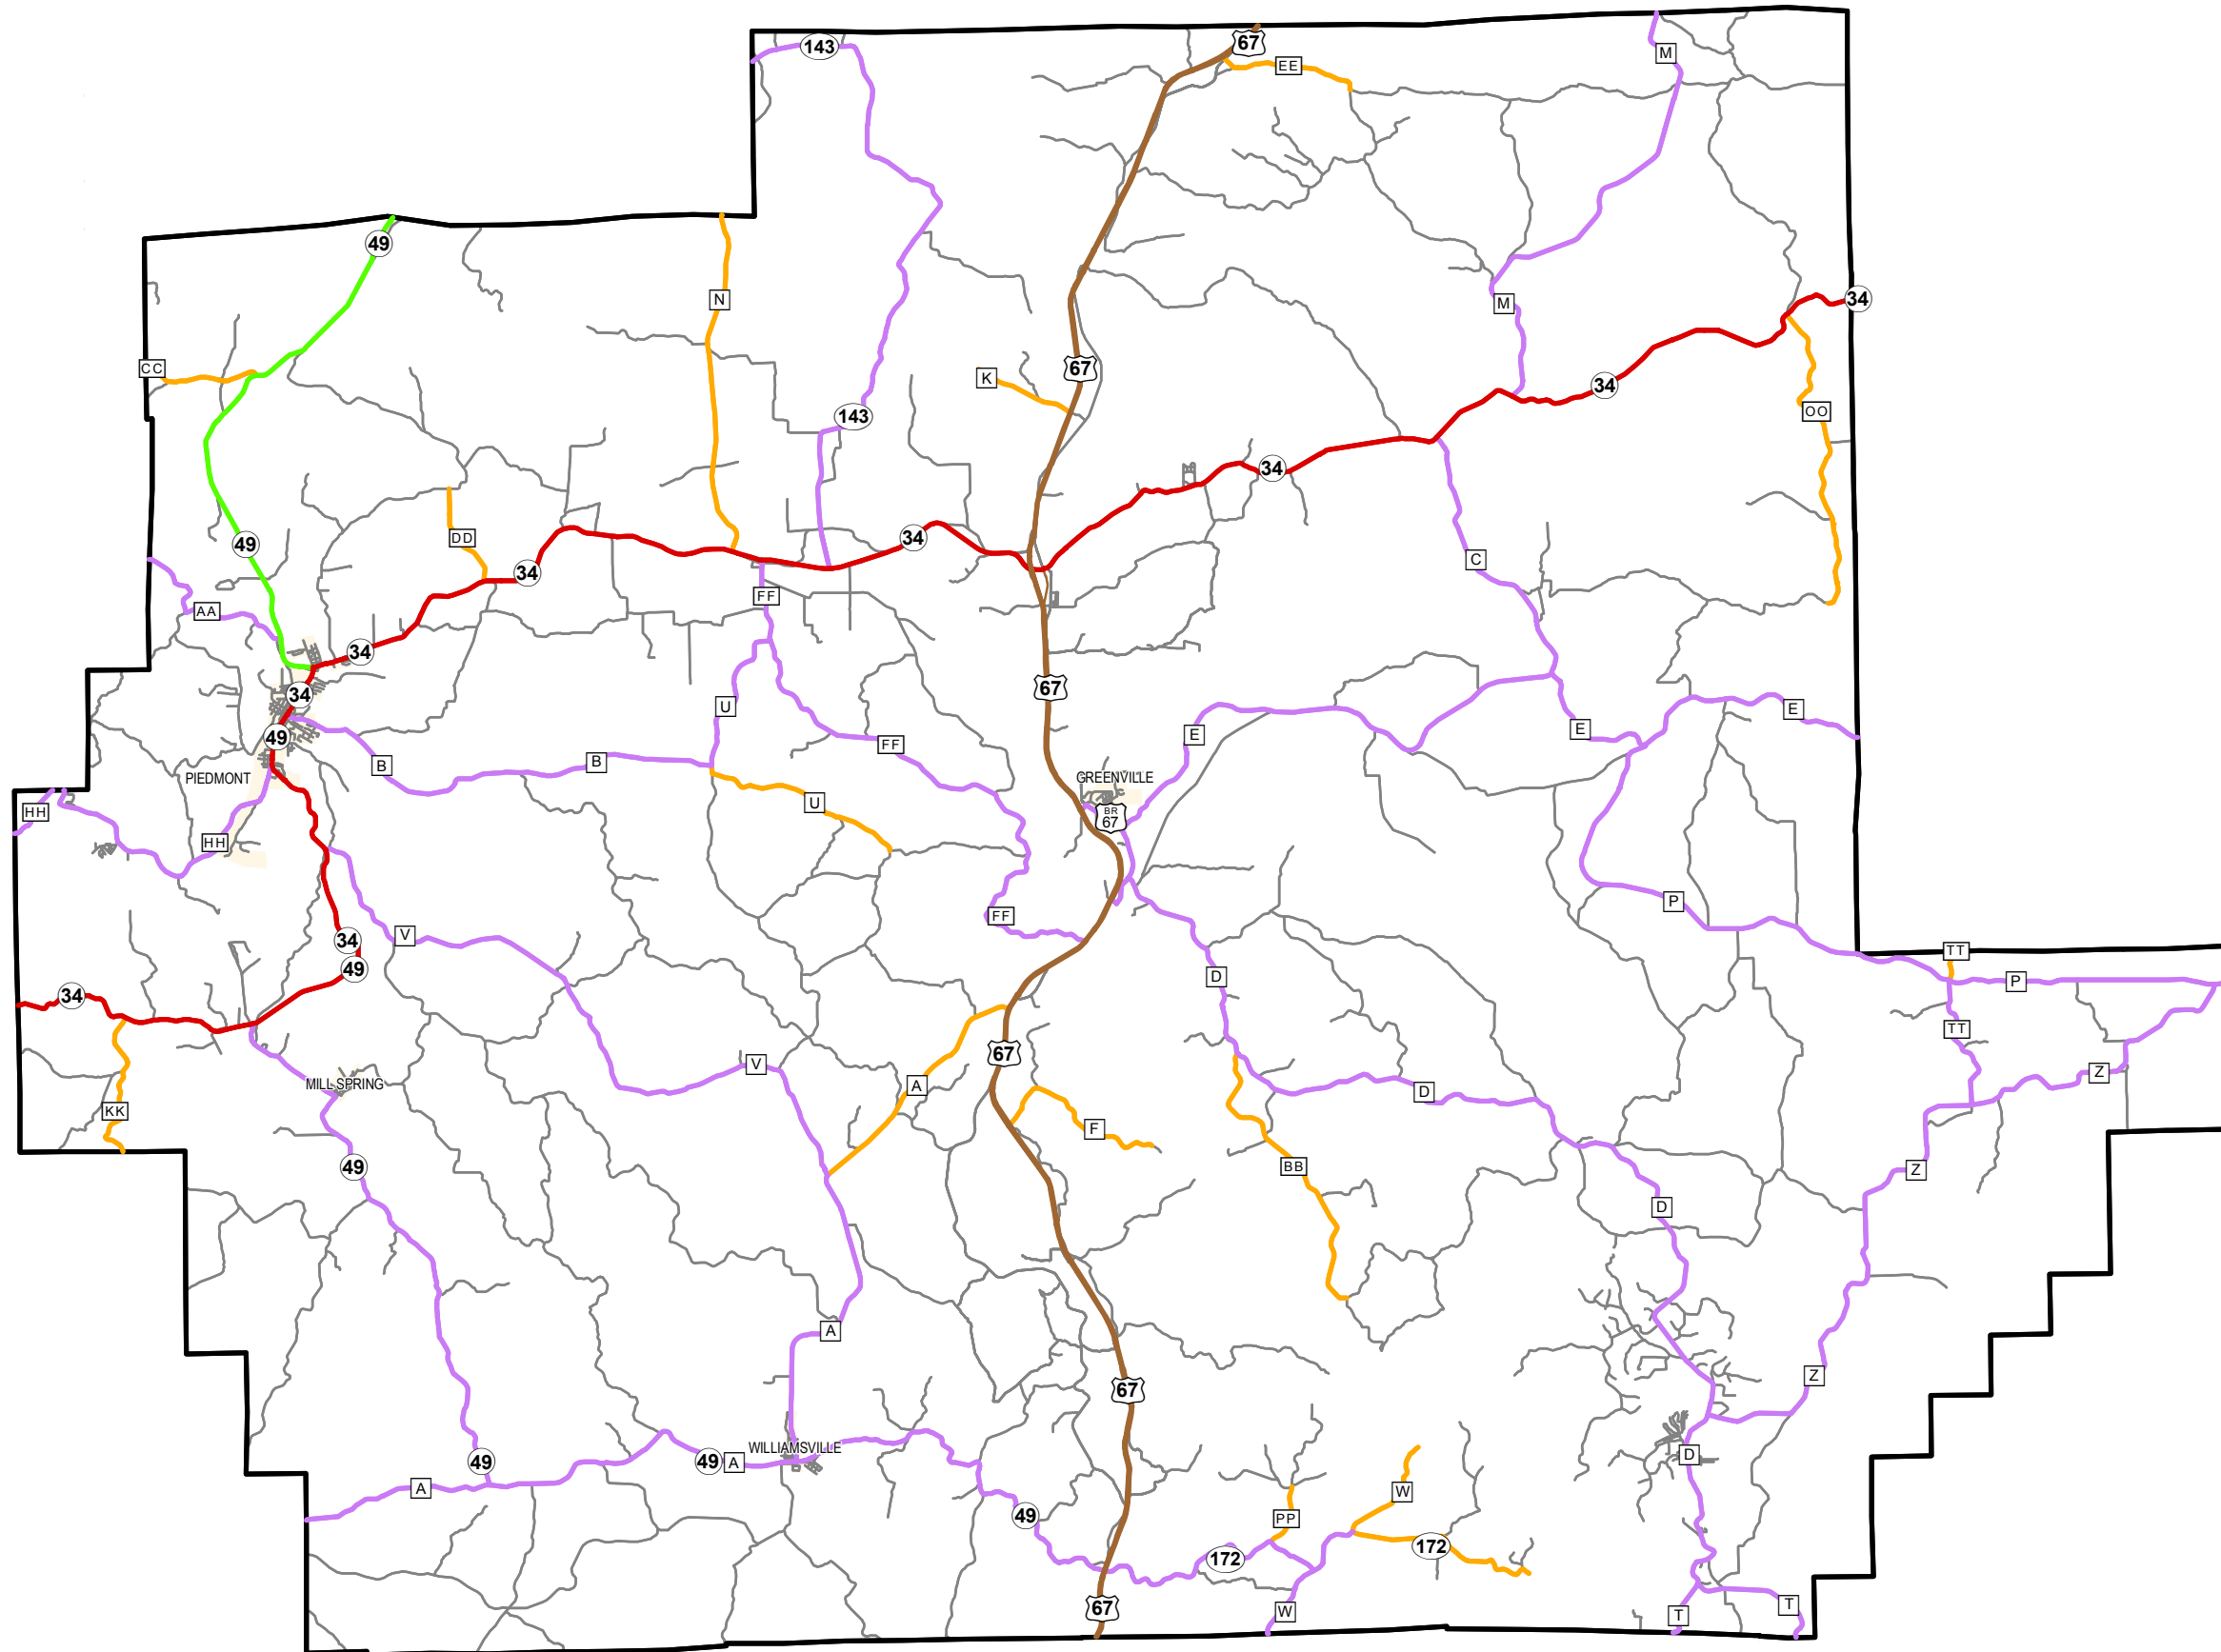 143
67
EE
M
49
N
M
34
CC
67
K
34
OO
143
34
49
DD
34
34
C
AA
FF
34
34
67
U
E
E
E
49
FF
B
B
PIEDMONT
GREENVILLE
U
BR
67
HH
HH
P
FF
V
34
49
34
D
TT
P
TT
67
V
A
MILL SPRING
D
Z
KK
F
49
BB
Z
D
A
67
Z
WILLIAMSVILLE
49
49
A
A
D
W
49
PP
172
172
W
67
T
T